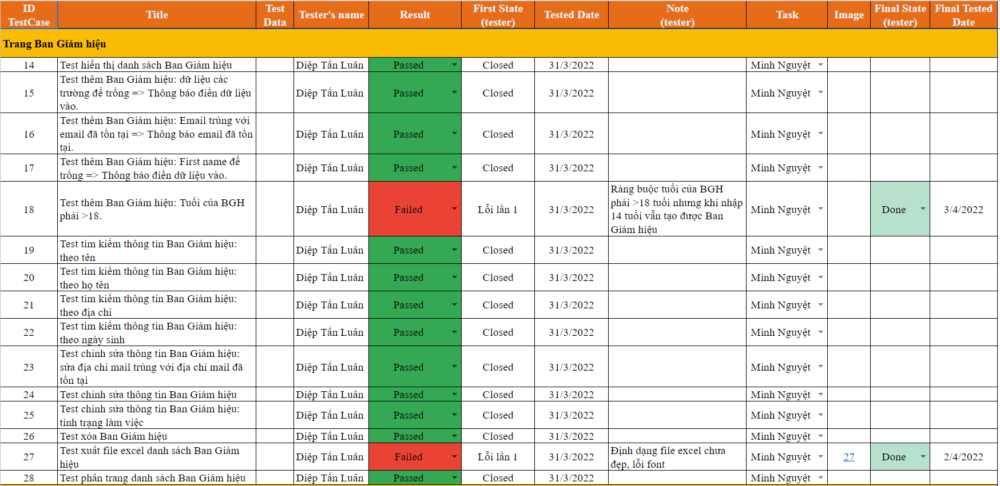 ID TestCase Title Test Data Tester's name Result First State (tester) Tested Date Note (tester) Task Image Final State (tester) Final Tested Date
Trang Ban Giám hiệu
14 Test hiển thị danh sách Ban Giám hiệu Diệp Tấn Luân Passed Closed 31/3/2022 Minh Nguyệt
15 Test thêm Ban Giám hiệu: dữ liệu các
trường để trống => Thông báo điền dữ liệu
vào. Diệp Tấn Luân Passed Closed 31/3/2022 Minh Nguyệt
16 Test thêm Ban Giám hiệu: Email trùng với
email đã tồn tại => Thông báo email đã tồn
tại. Diệp Tấn Luân Passed Closed 31/3/2022 Minh Nguyệt
17 Test thêm Ban Giám hiệu: First name để
trống => Thông báo điền dữ liệu vào. Diệp Tấn Luân Passed Closed 31/3/2022 Minh Nguyệt
18 Test thêm Ban Giám hiệu: Tuổi của BGH
phải >18. Diệp Tấn Luân Failed Lỗi lần 1 31/3/2022 Ràng buộc tuổi của BGH
phải >18 tuổi nhưng khi nhập
14 tuổi vẫn tạo được Ban
Giám hiệu Minh Nguyệt Done 3/4/2022
19 Test tìm kiếm thông tin Ban Giám hiệu:
theo tên Diệp Tấn Luân Passed Closed 31/3/2022 Minh Nguyệt
20 Test tìm kiếm thông tin Ban Giám hiệu:
theo họ tên Diệp Tấn Luân Passed Closed 31/3/2022 Minh Nguyệt
21 Test tìm kiếm thông tin Ban Giám hiệu:
theo địa chỉ Diệp Tấn Luân Passed Closed 31/3/2022 Minh Nguyệt
22 Test tìm kiếm thông tin Ban Giám hiệu:
theo ngày sinh Diệp Tấn Luân Passed Closed 31/3/2022 Minh Nguyệt
23 Test chỉnh sửa thông tin Ban Giám hiệu:
sửa địa chỉ mail trùng với địa chỉ mail đã
tồn tại Diệp Tấn Luân Passed Closed 31/3/2022 Minh Nguyệt
24 Test chỉnh sửa thông tin Ban Giám hiệu Diệp Tấn Luân Passed Closed 31/3/2022 Minh Nguyệt
25 Test chỉnh sửa thông tin Ban Giám hiệu:
tình trạng làm việc Diệp Tấn Luân Passed Closed 31/3/2022 Minh Nguyệt
26 Test xóa Ban Giám hiệu Diệp Tấn Luân Passed Closed 31/3/2022 Minh Nguyệt
27 Test xuất file excel danh sách Ban Giám
hiệu Diệp Tấn Luân Failed Lỗi lần 1 31/3/2022 Định dạng file excel chưa
đẹp, lỗi font Minh Nguyệt 27 Done 2/4/2022
28 Test phân trang danh sách Ban Giám hiệu Diệp Tấn Luân Passed Closed 31/3/2022 Minh Nguyệt